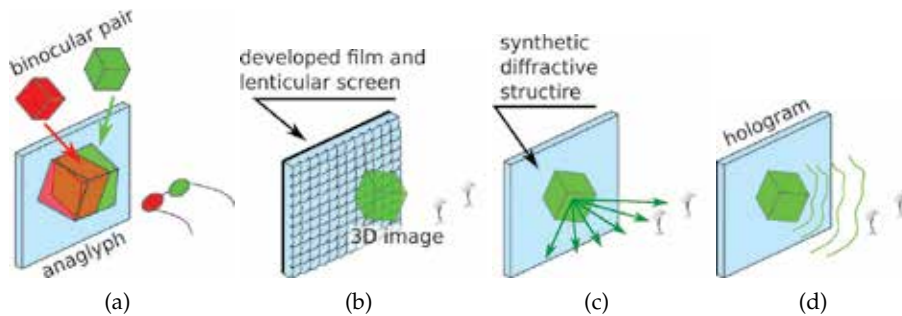 binocular pair
anaglyph
(a)
developed film and
lenticular screen
3D image
(b)
synthetic
diffractive
structire
(c)
hologram
(d)